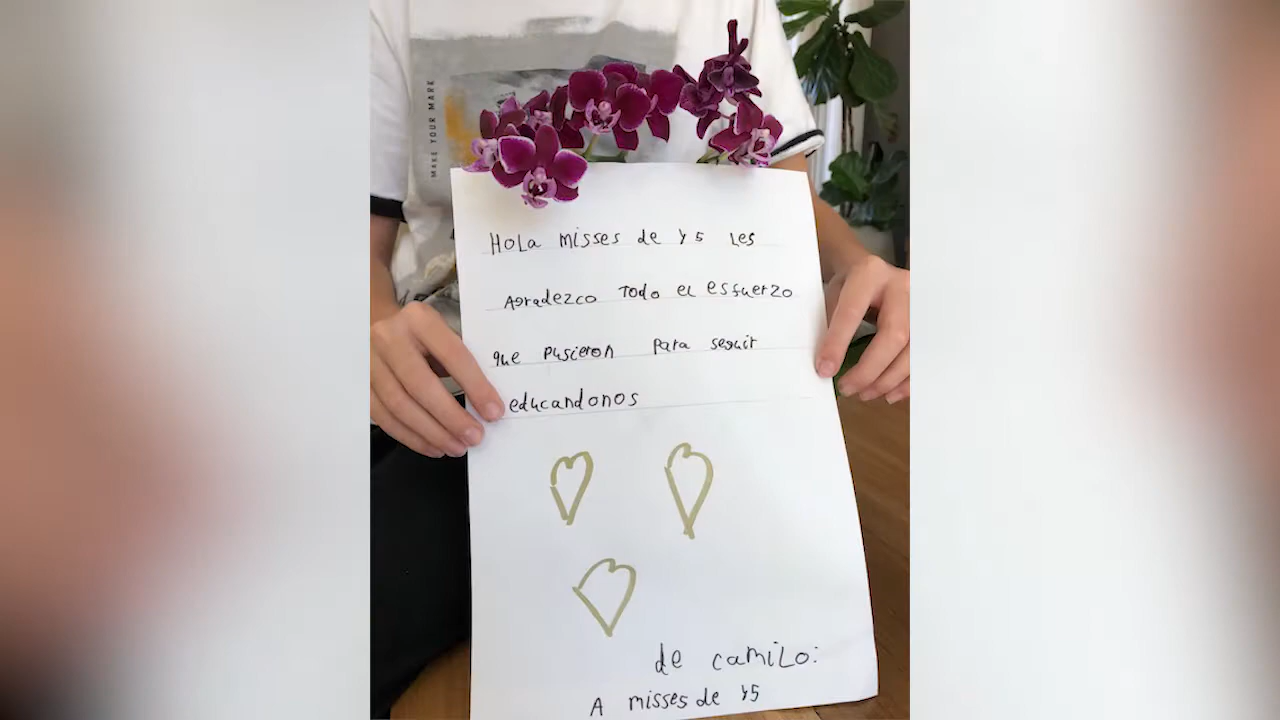 MAKE YOUR MARK
Hola misses de Y5 les
Agradezco Todo el esfuerzo
que pusieron para seguir
educandonos
de camilo:
A misses de Y5